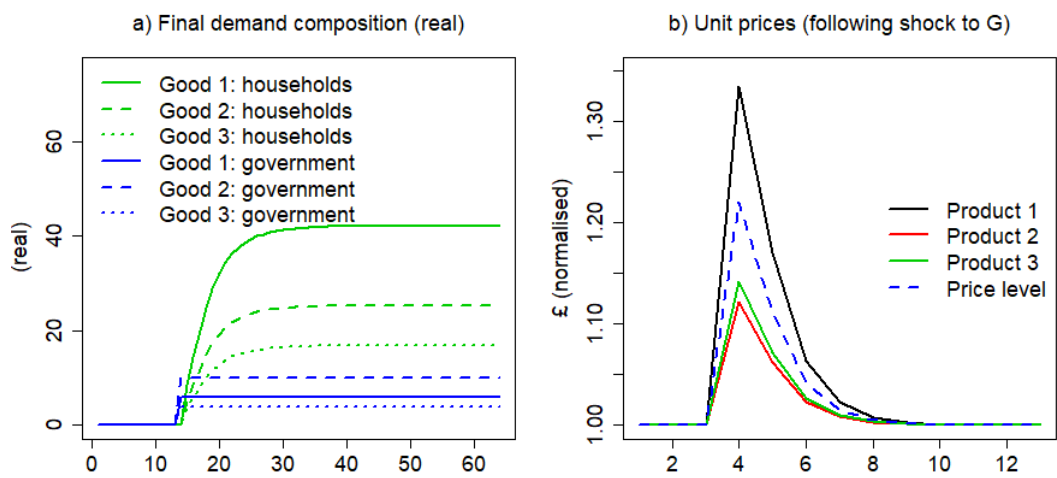 a) Final demand composition (real)
Good 1: households
Good 2: households
Good 3: households
Good 1: government
Good 2: government
Good 3: government
(real)
60
40
20
0
0 10 20 30 40 50 60
b) Unit prices (following shock to G)
£ (normalised)
1.30
1.20
1.10
1.00
Product 1
Product 2
Product 3
Price level
2 4 6 8 10 12